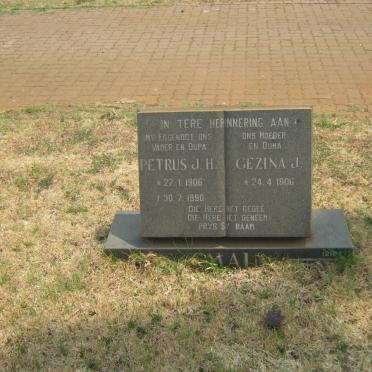 IN TERE HERINNERING AAN
MY EGGENOOT ONS
VADER EN OUPA
PETRUS J. H.
* 27. 1. 1906
† 30. 7. 1990
ONS MOEDER
EN OUMA
GEZINA J.
* 24. 4. 1906
DIE HERE HET GEGEE
DIE HERE HET GENEEM
PRYS SY NAAM